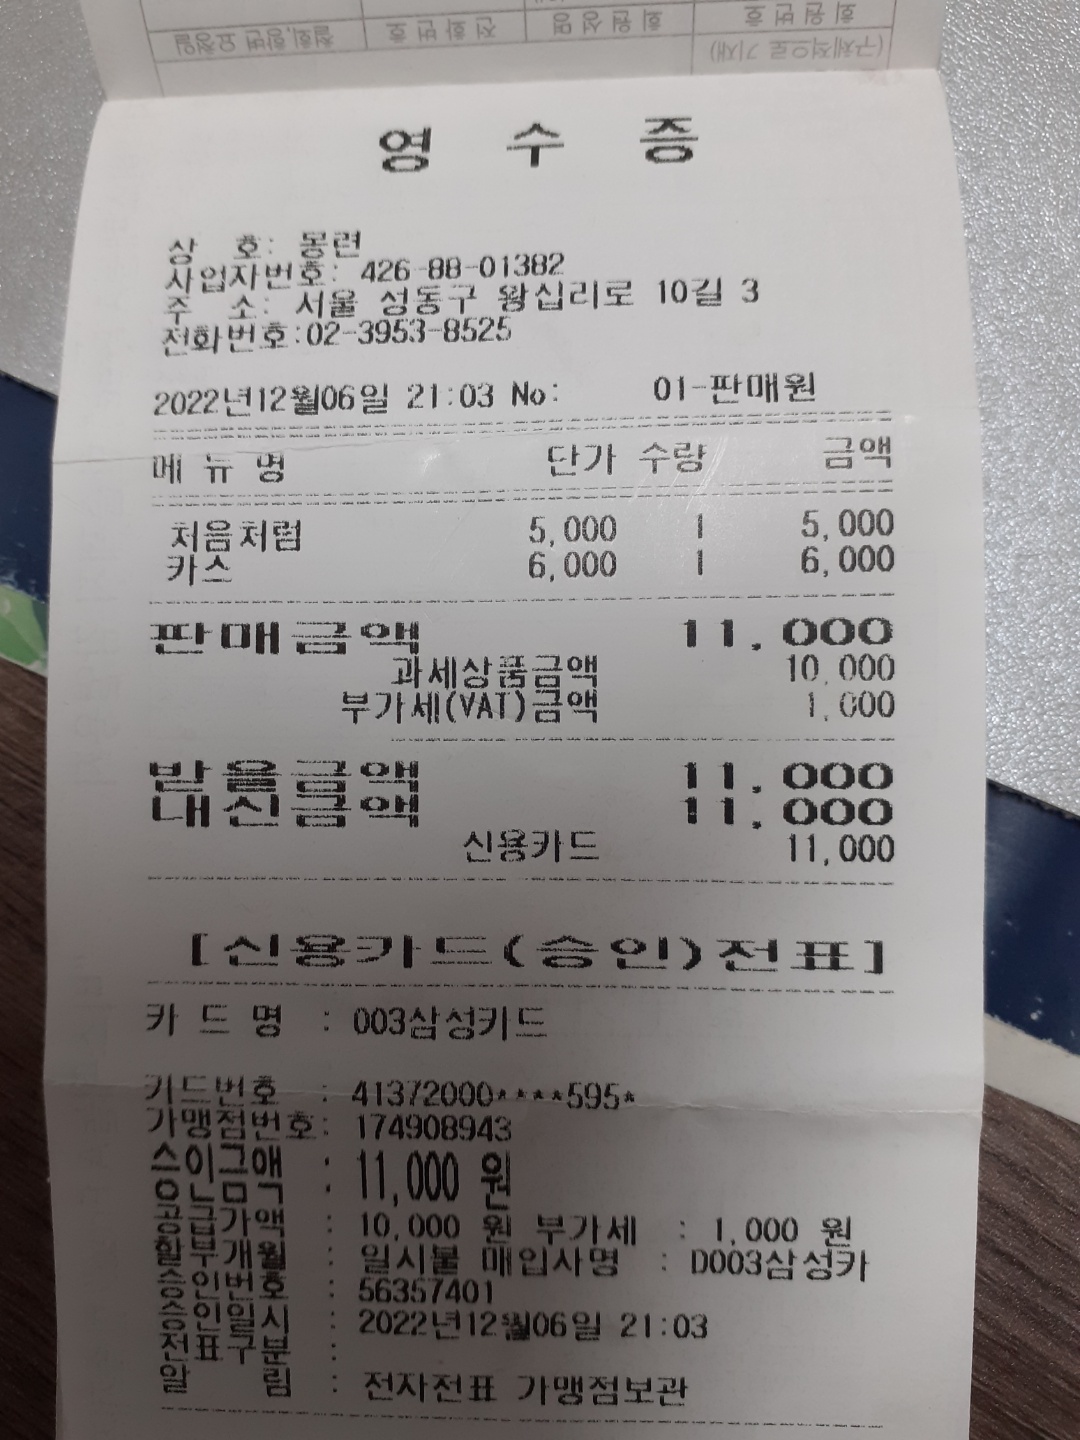 영 수 증
상 호: 몽련
사업자번호: 426-88-01382
주 소: 서울 성동구 왕십리로 10길 3
전화번호:02-3953-8525
2022년12월06일 21:03 No: 01-판매원
메 뉴 명 단가 수량 금액
처음처럼 5,000 1 5,000
카스 6,000 1 6,000
판매금액 11,000
과세상품금액 10,000
부가세(VAT)금액 1,000
받을금액 11,000
내신금액 11,000
신용카드 11,000
[신용카드(승인)전표]
카 드 명 : 003삼성카드
카드번호 : 41372000****595*
가맹점번호: 174908943
승인금액 : 11,000 원
공급가액 : 10,000 원 부가세 : 1,000 원
할부개월 : 일시불 매입사명 : D003삼성카
승인번호 : 56357401
승인일시 : 2022년12월06일 21:03
전표구분 :
알 림 : 전자전표 가맹점보관